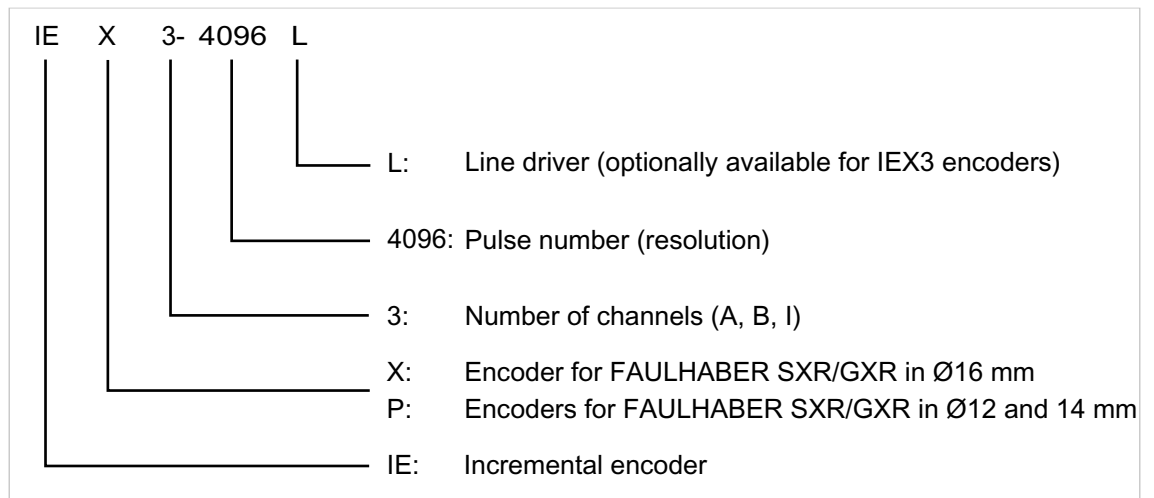 IE X 3- 4096 L
L: Line driver (optionally available for IEX3 encoders)
4096: Pulse number (resolution)
3: Number of channels (A, B, I)
X: Encoder for FAULHABER SXR/GXR in Ø16 mm
P: Encoders for FAULHABER SXR/GXR in Ø12 and 14 mm
IE: Incremental encoder